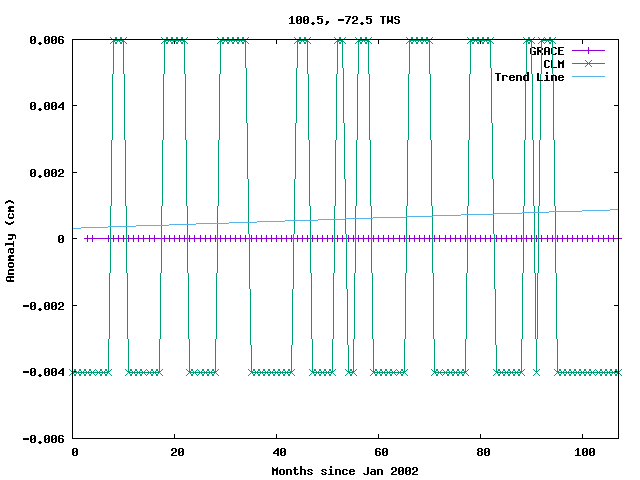 100.5, -72.5 TWS
0.006
GRACE
CLM
Trend Line
0.004
0.002
Anomaly (cm)
0
-0.002
-0.004
-0.006
0 20 40 60 80 100
Months since Jan 2002